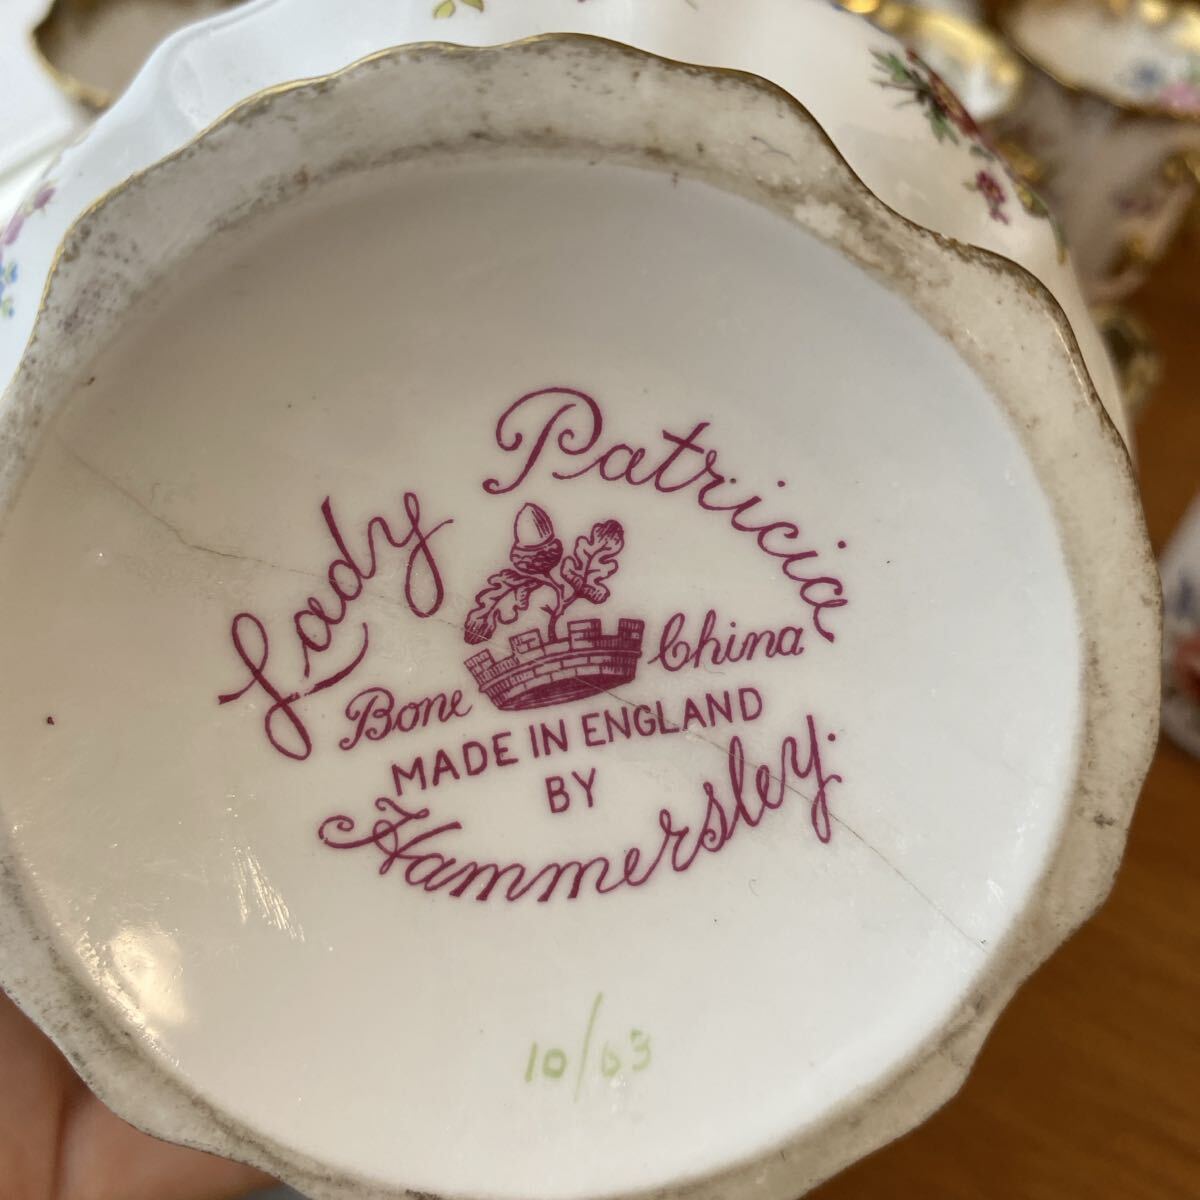 Lady Patricia
Bone China
MADE IN ENGLAND
BY
Hammersley.
10/03